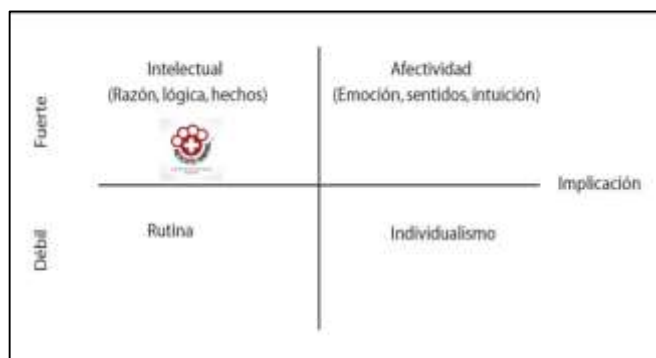 Intelectual
(Razón, lógica, hechos)
Afectividad
(Emoción, sentidos, intuición)
Fuerte
Implicación
Débil
Rutina
Individualismo